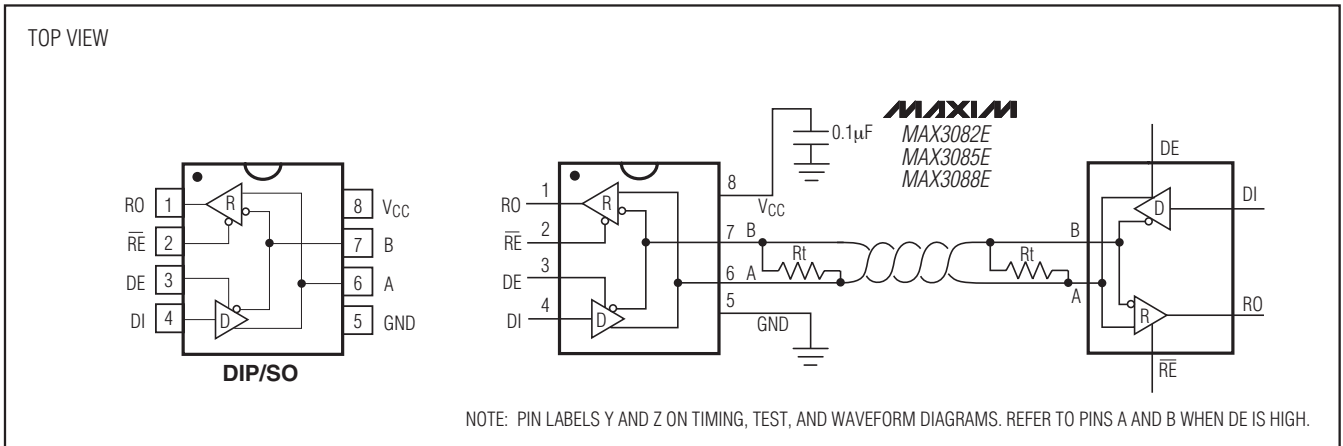 TOP VIEW
RO 1
R̅E̅ 2
DE 3
DI 4
8 VCC
7 B
6 A
5 GND
R
D
DIP/SO
RO 1
R̅E̅ 2
DE 3
DI 4
R
D
8
VCC
7 B
6 A
5
GND
0.1µF
MAXIM
MAX3082E
MAX3085E
MAX3088E
Rt
Rt
B
A
DE
DI
D
R
RO
R̅E̅
NOTE: PIN LABELS Y AND Z ON TIMING, TEST, AND WAVEFORM DIAGRAMS. REFER TO PINS A AND B WHEN DE IS HIGH.